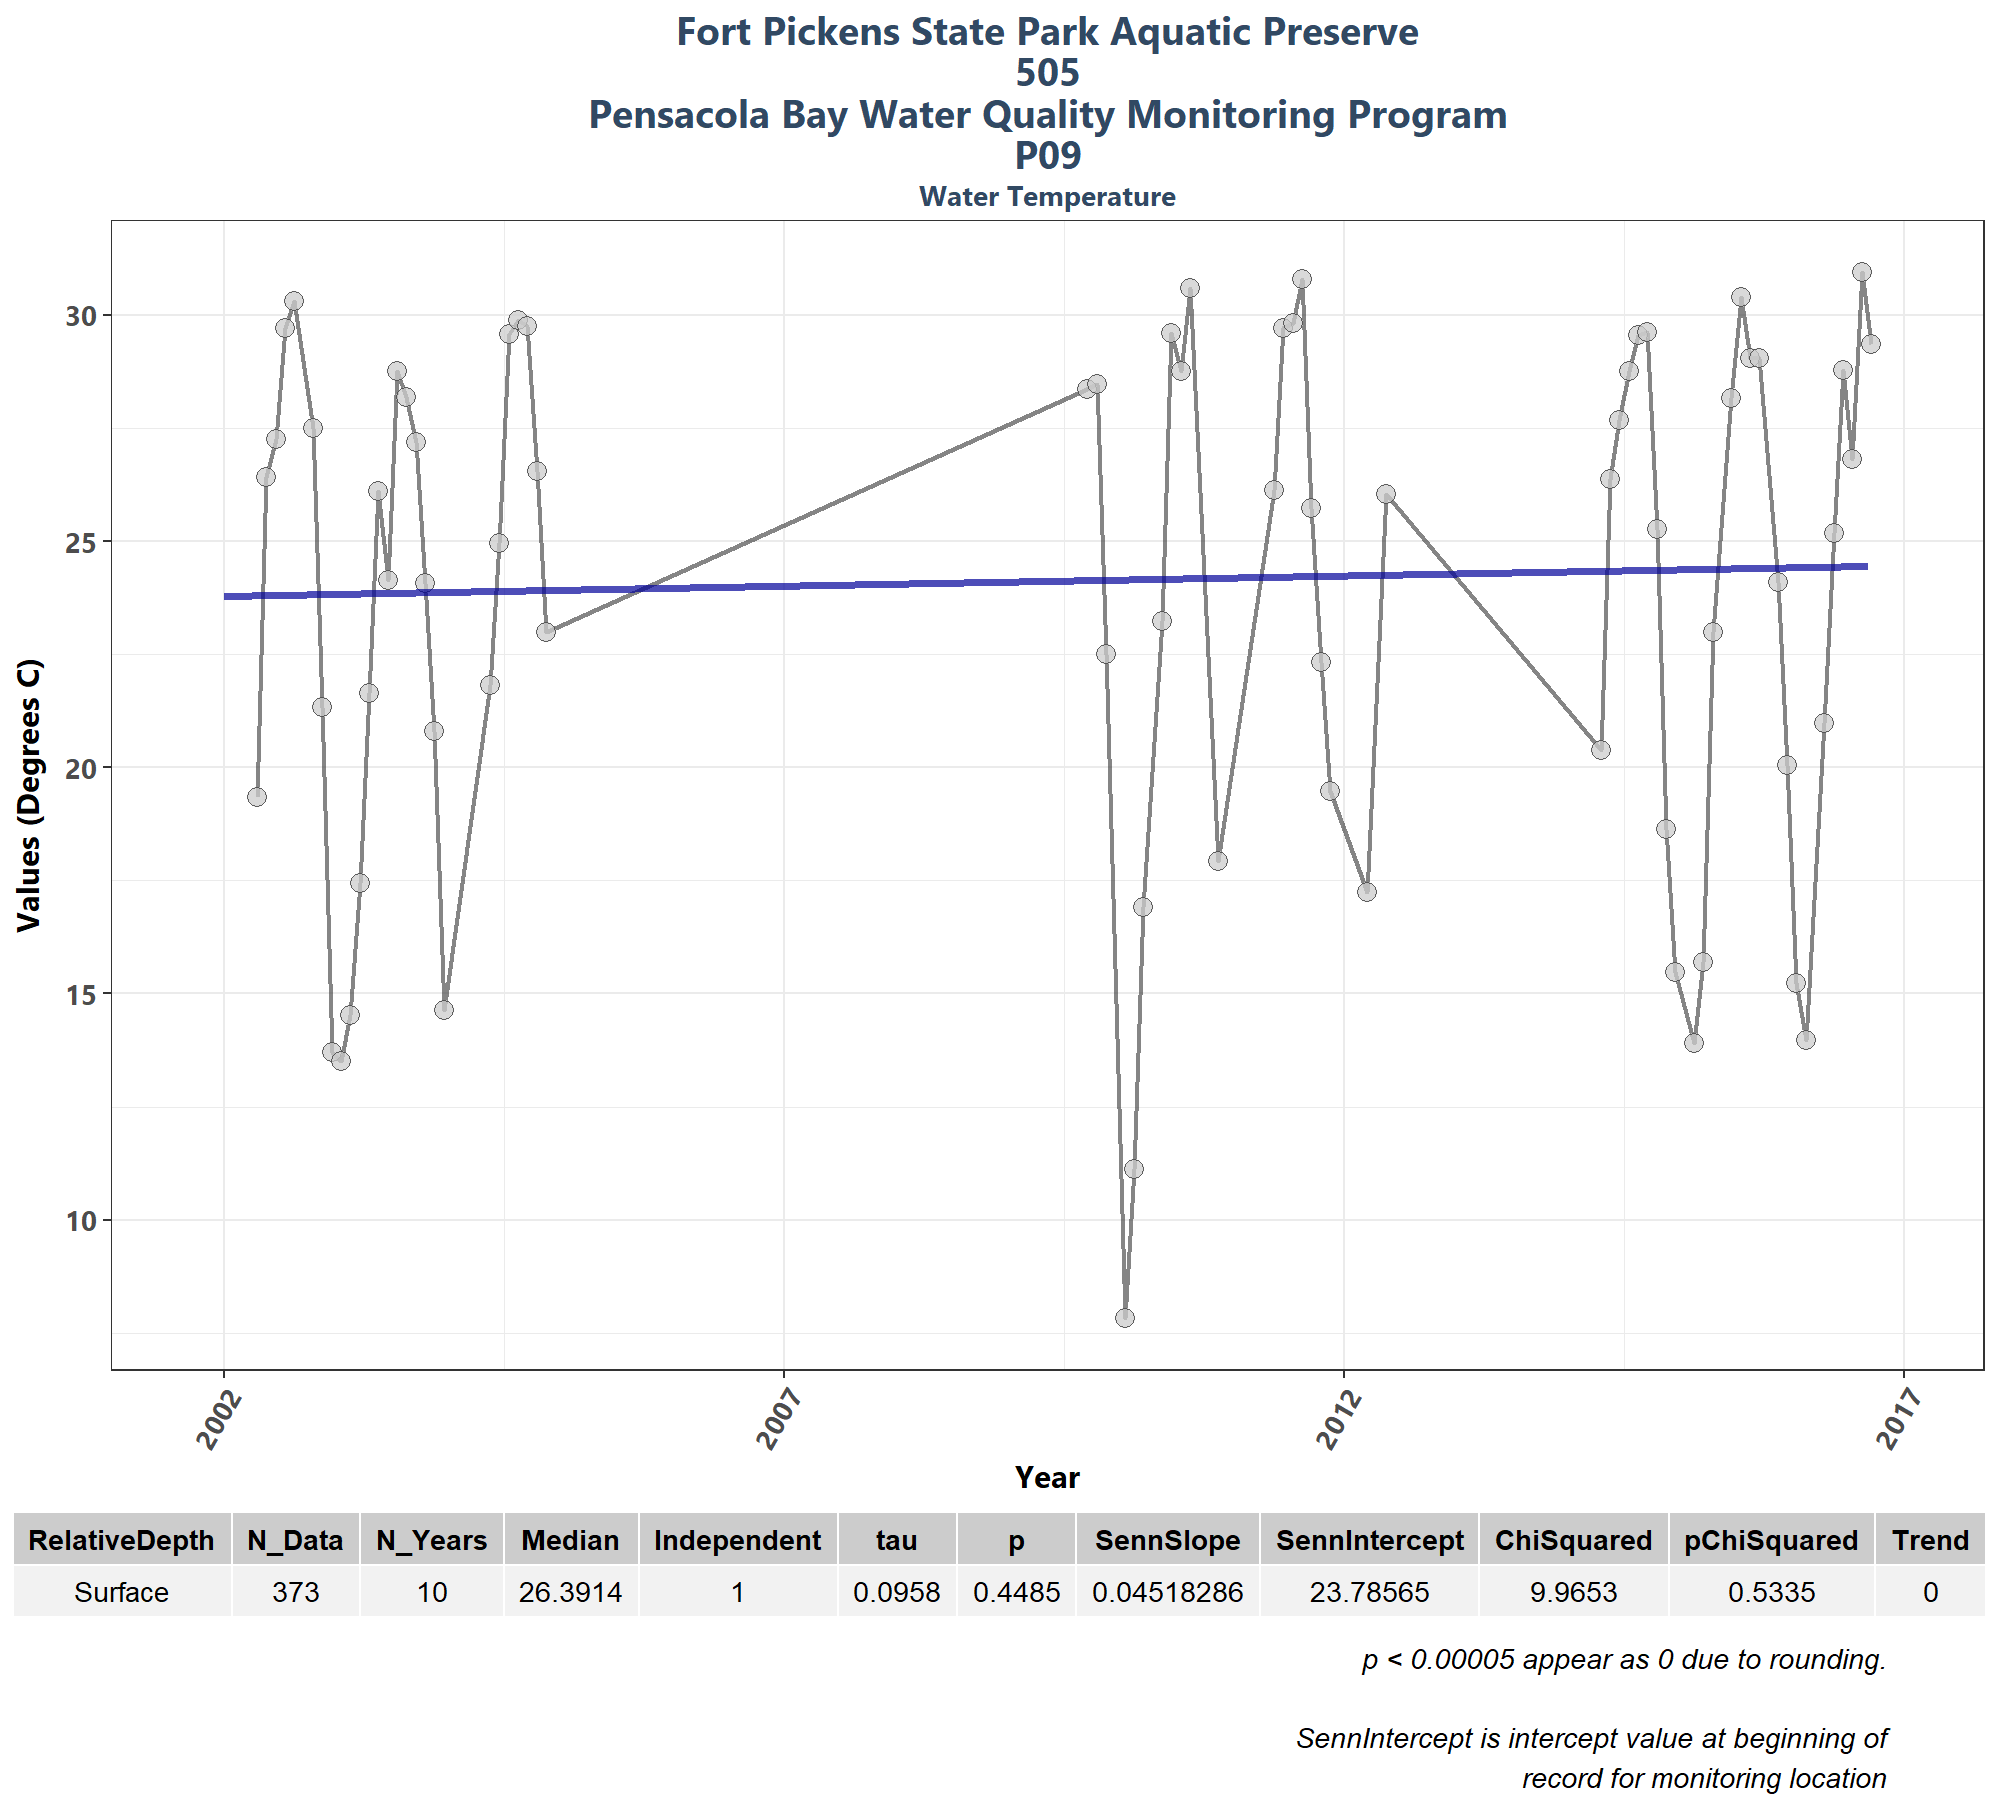 Fort Pickens State Park Aquatic Preserve
505
Pensacola Bay Water Quality Monitoring Program
P09
Water Temperature
Values (Degrees C)
30
25
20
15
10
2002 2007 2012 2017
Year
RelativeDepth N_Data N_Years Median Independent tau p SennSlope SennIntercept ChiSquared pChiSquared Trend
Surface 373 10 26.3914 1 0.0958 0.4485 0.04518286 23.78565 9.9653 0.5335 0
p < 0.00005 appear as 0 due to rounding.
SennIntercept is intercept value at beginning of
record for monitoring location